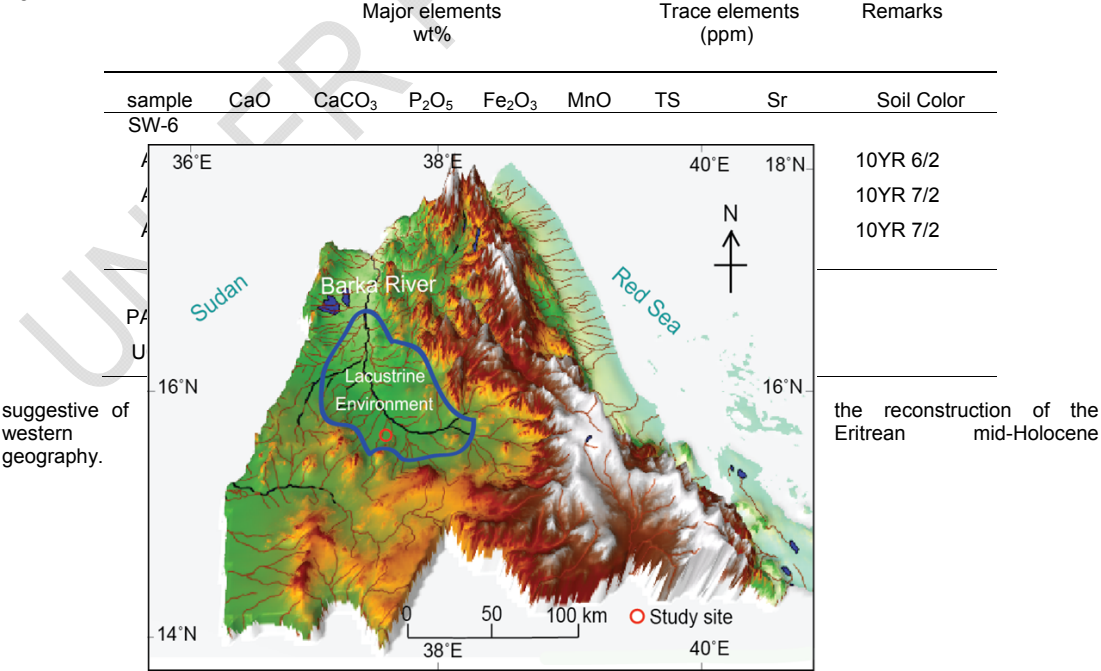 Major elements Trace elements Remarks
wt% (ppm)
sample CaO CaCO₃ P₂O₅ Fe₂O₃ MnO TS Sr Soil Color
SW-6
36°E 38°E 40°E 18°N
10YR 6/2
10YR 7/2
10YR 7/2
N
Sudan
Barka River
Red Sea
16°N 16°N
Lacustrine
Environment
suggestive of the reconstruction of the
western Eritrean mid-Holocene
geography.
0 50 100 km Study site
14°N
38°E 40°E